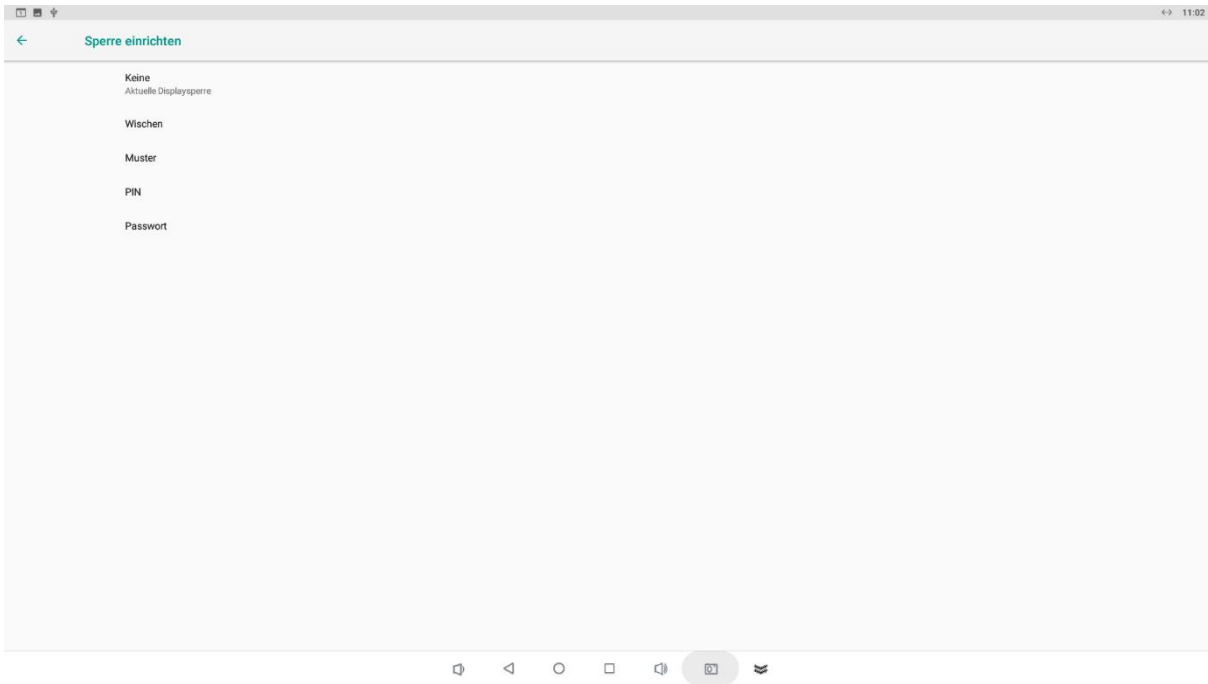 11:02
Sperre einrichten
Keine
Aktuelle Displaysperre
Wischen
Muster
PIN
Passwort